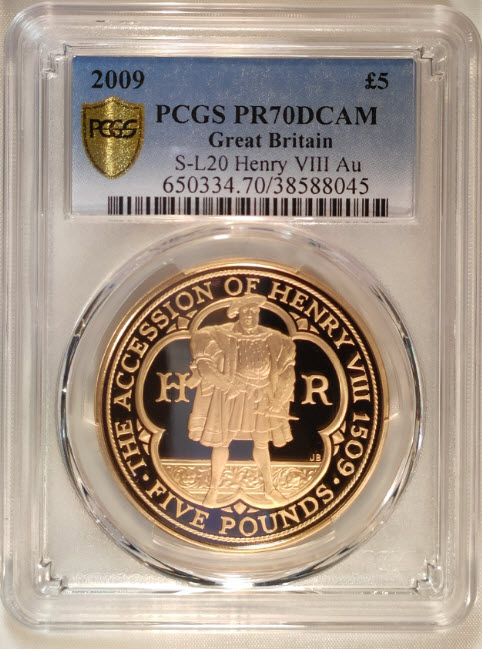 2009 £5
PCGS PCGS PR70DCAM
Great Britain
S-L20 Henry VIII Au
650334.70/38588045
THE ACCESSION OF HENRY VIII 1509
H R
JB
FIVE POUNDS